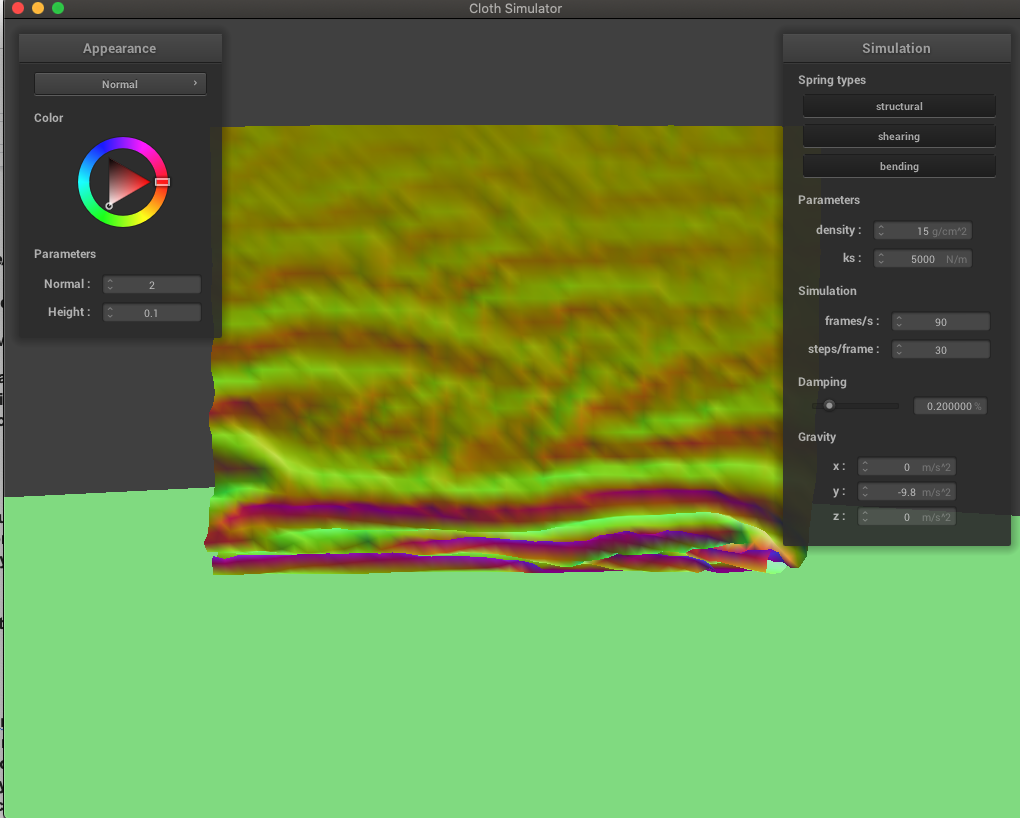 Cloth Simulator
Appearance
Normal
Color
Parameters
Normal :
2
Height :
0.1
Simulation
Spring types
structural
shearing
bending
Parameters
density :
15 g/cm^2
ks :
5000 N/m
Simulation
frames/s :
90
steps/frame :
30
Damping
0.200000 %
Gravity
x :
0 m/s^2
y :
-9.8 m/s^2
z :
0 m/s^2